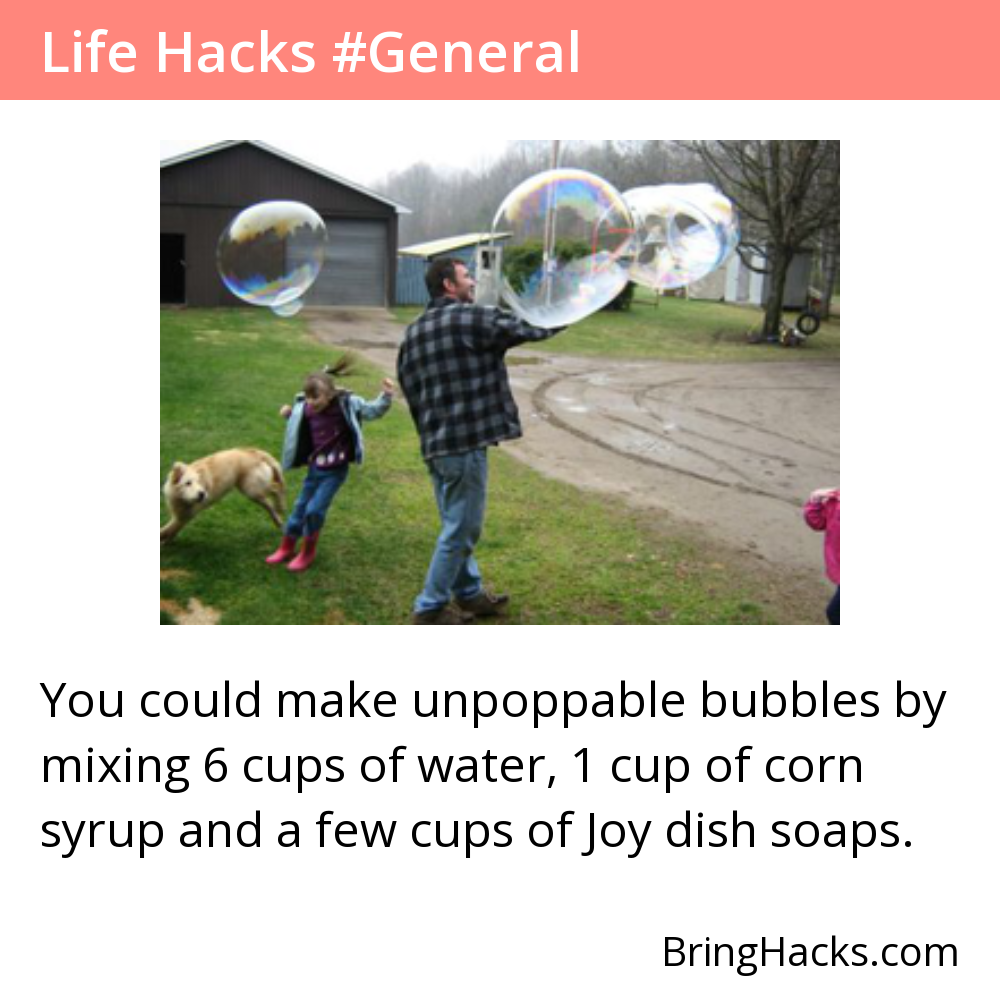 Life Hacks #General
You could make unpoppable bubbles by
mixing 6 cups of water, 1 cup of corn
syrup and a few cups of Joy dish soaps.
BringHacks.com